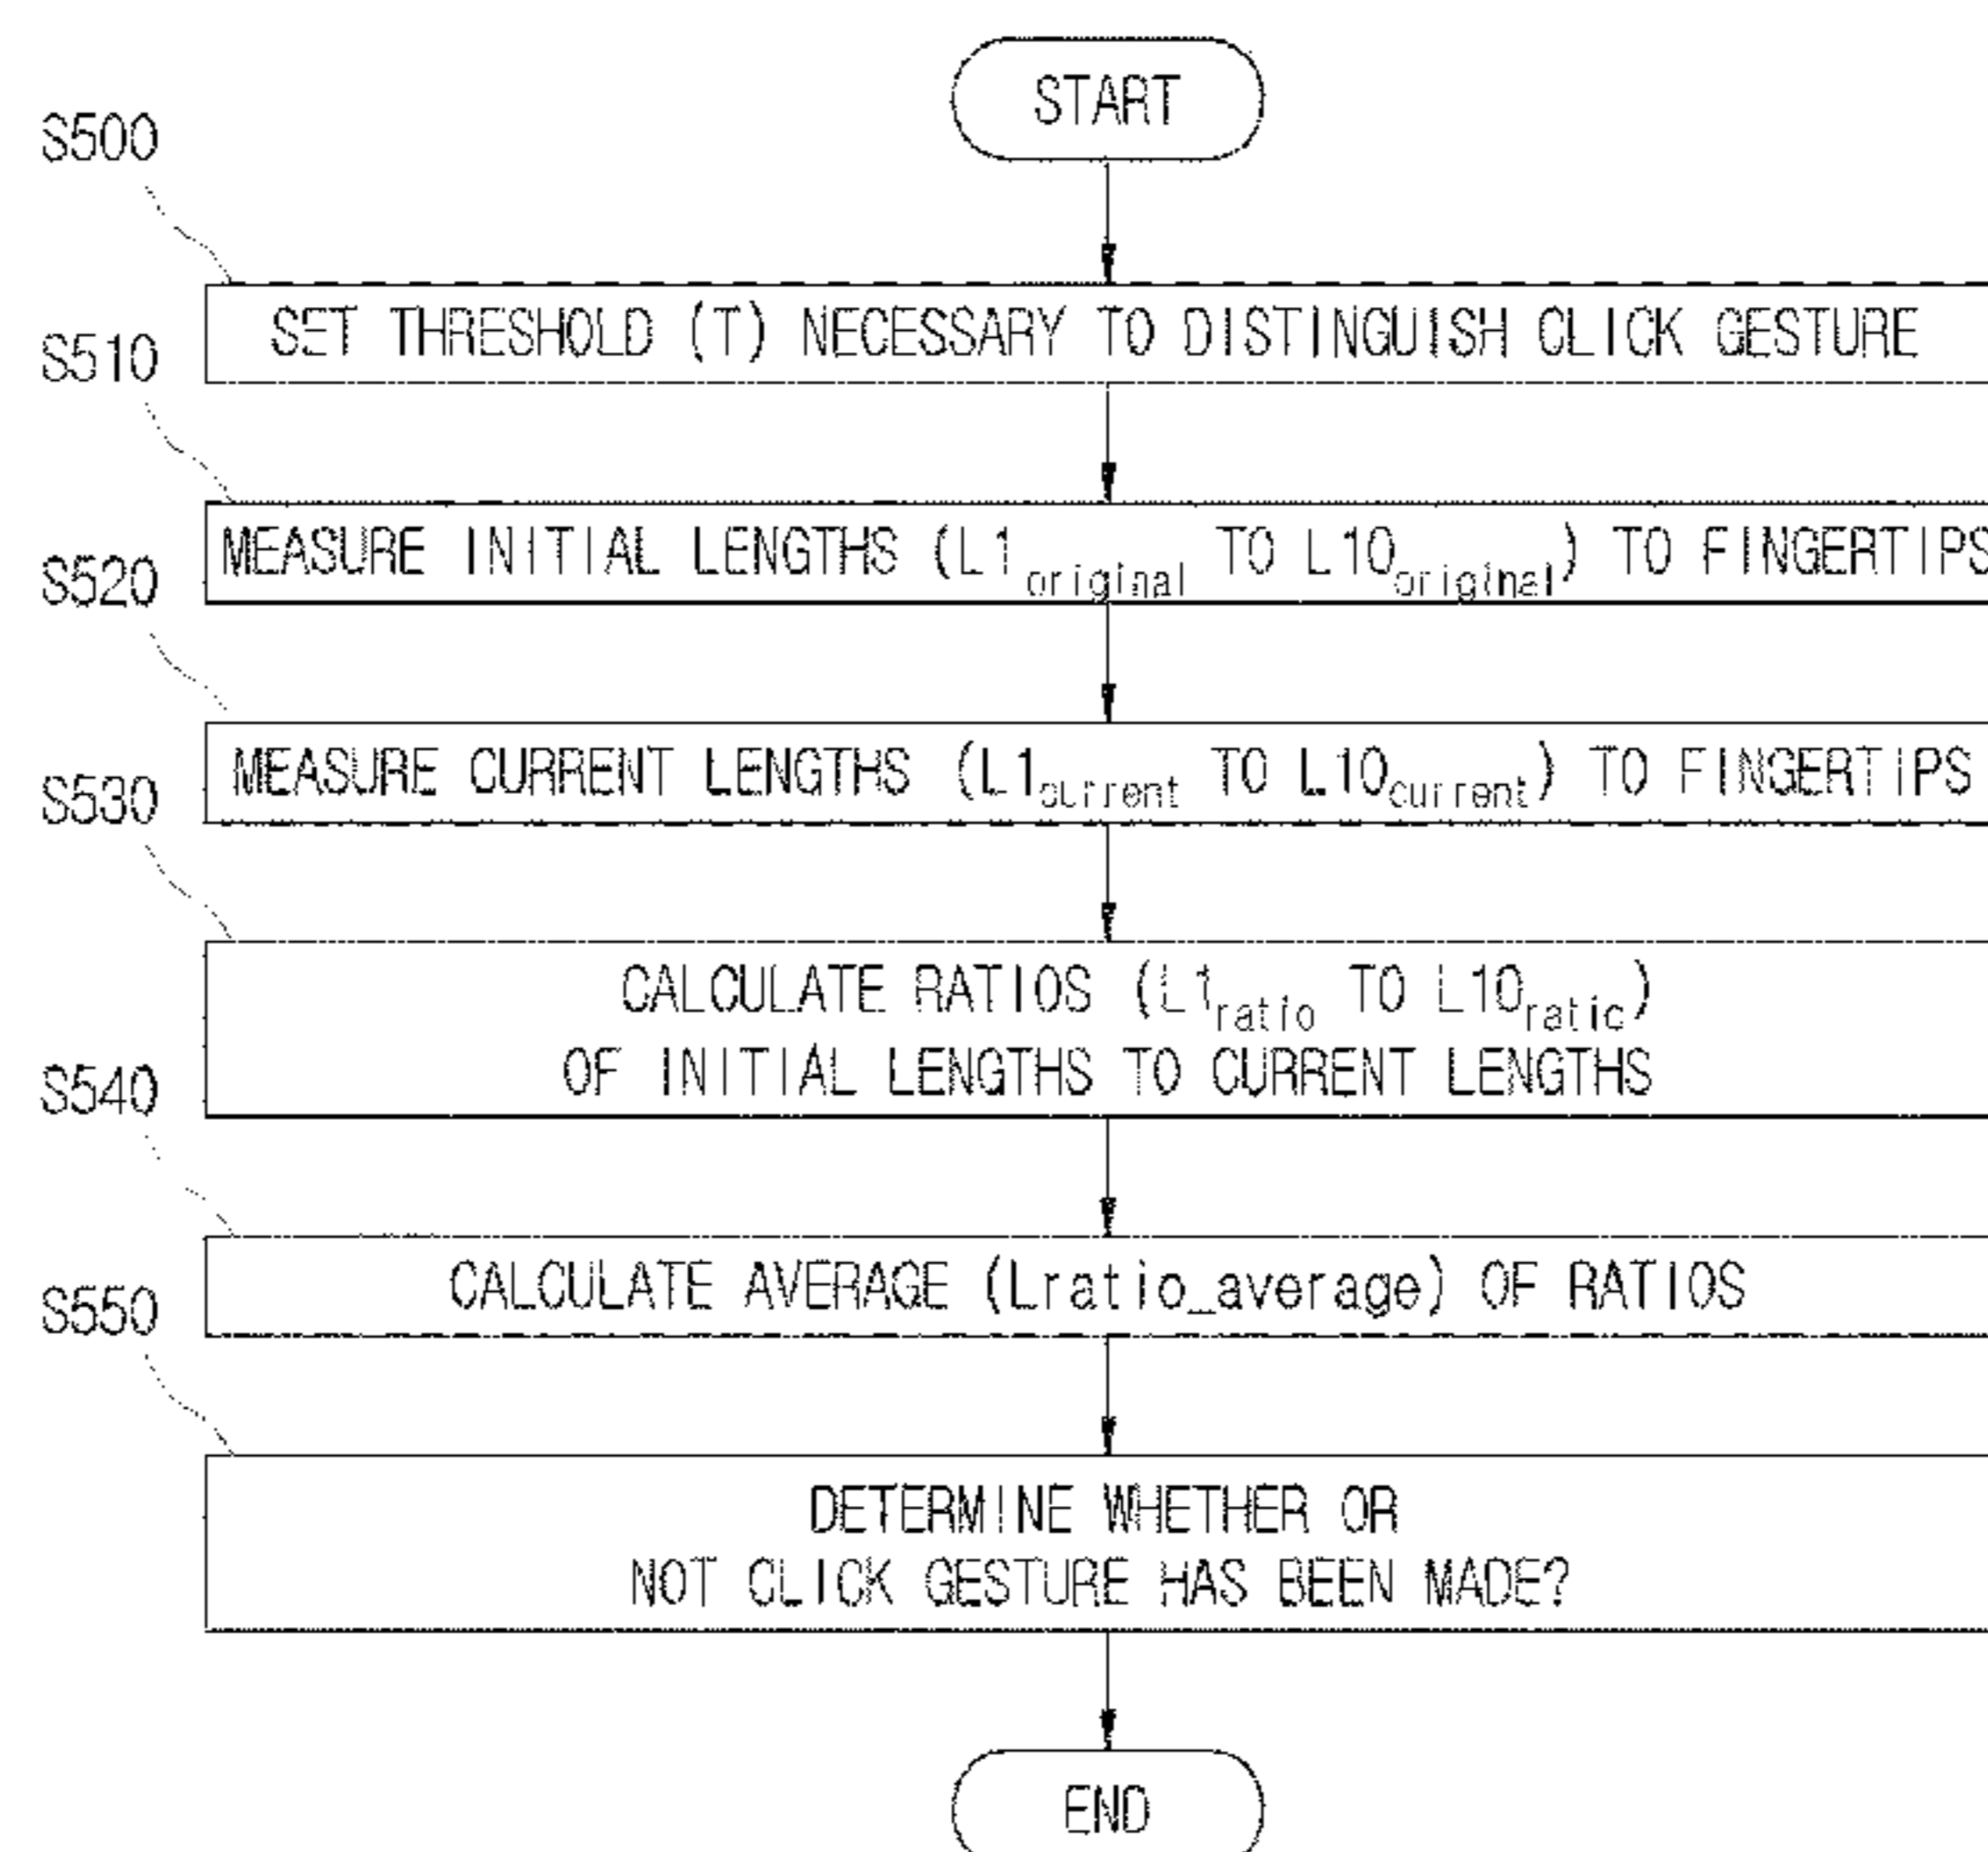 START
S500
SET THRESHOLD (T) NECESSARY TO DISTINGUISH CLICK GESTURE
S510
MEASURE INITIAL LENGTHS (L1original TO L10original) TO FINGERTIPS
S520
MEASURE CURRENT LENGTHS (L1current TO L10current) TO FINGERTIPS
S530
CALCULATE RATIOS (L1ratio TO L10ratio)
OF INITIAL LENGTHS TO CURRENT LENGTHS
S540
CALCULATE AVERAGE (Lratio_average) OF RATIOS
S550
DETERMINE WHETHER OR
NOT CLICK GESTURE HAS BEEN MADE?
END